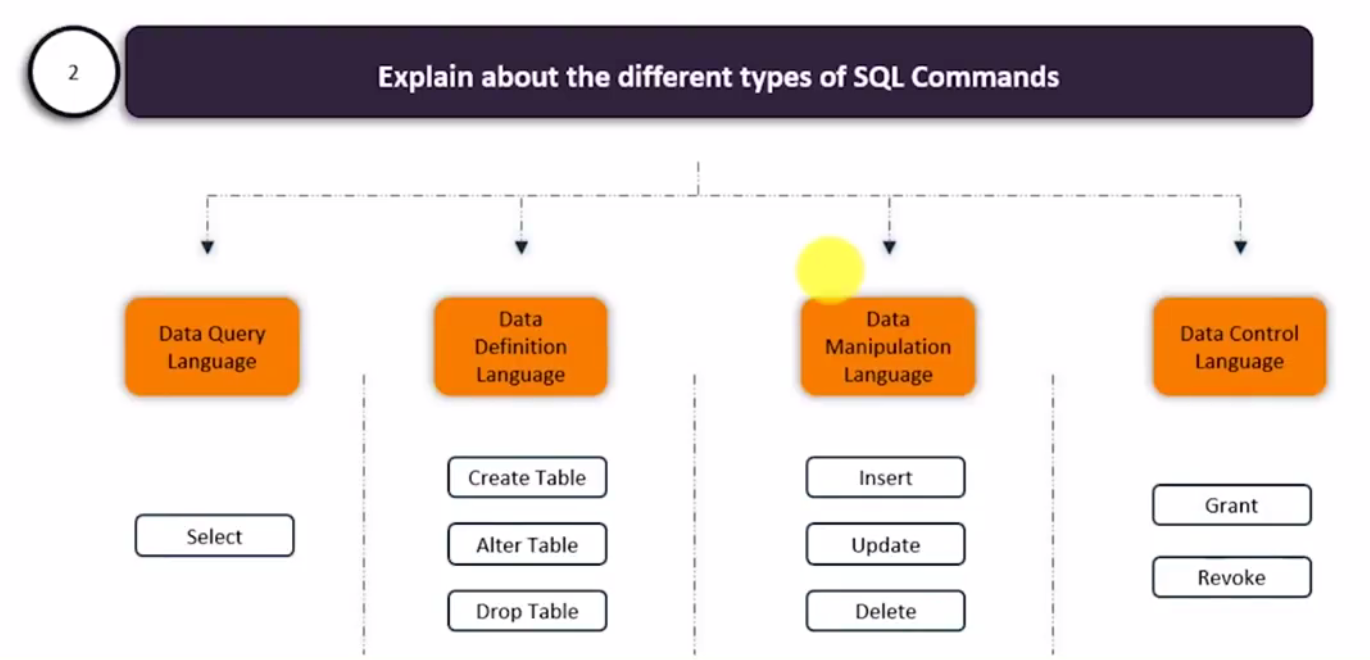 2
Explain about the different types of SQL Commands
Data Query
Language
Data
Definition
Language
Data
Manipulation
Language
Data Control
Language
Select
Create Table
Alter Table
Drop Table
Insert
Update
Delete
Grant
Revoke